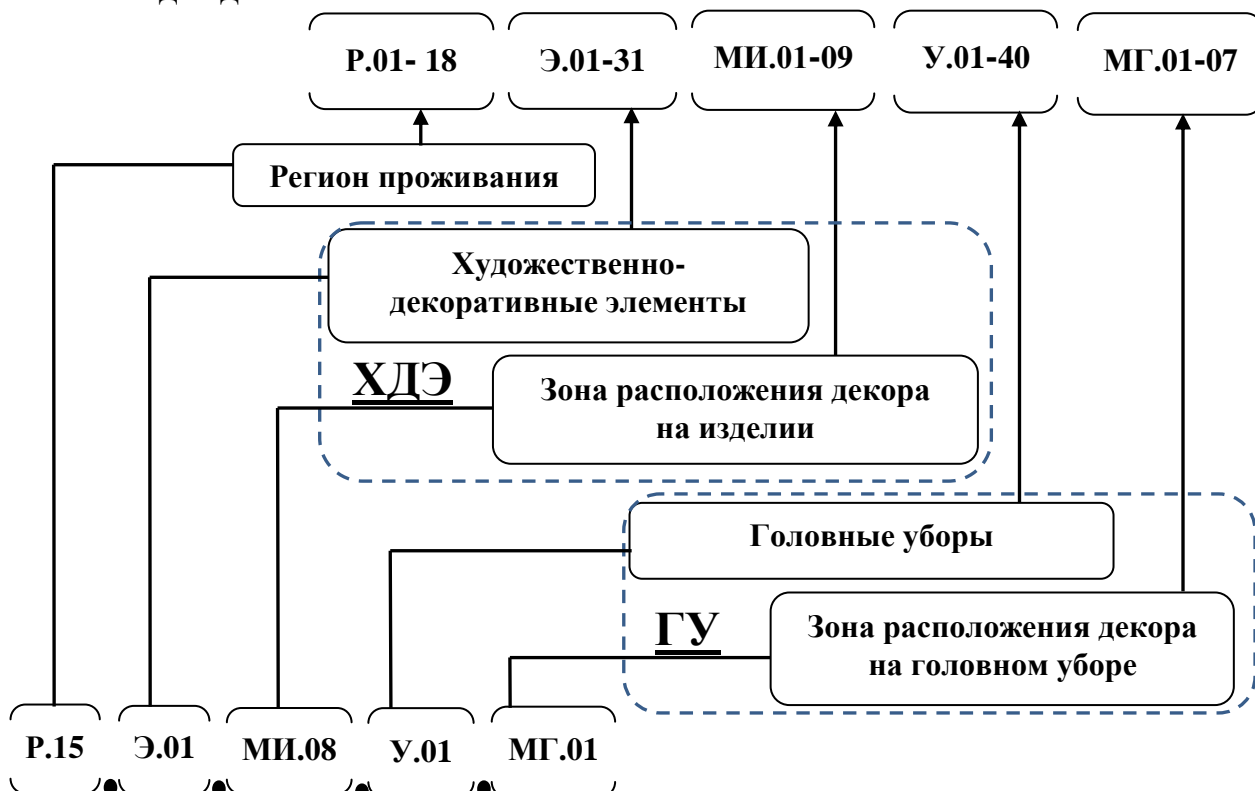 Р.01- 18
Э.01-31
МИ.01-09
У.01-40
МГ.01-07
Регион проживания
Художественно-
декоративные элементы
ХДЭ
Зона расположения декора
на изделии
Головные уборы
ГУ
Зона расположения декора
на головном уборе
Р.15
Э.01
МИ.08
У.01
МГ.01